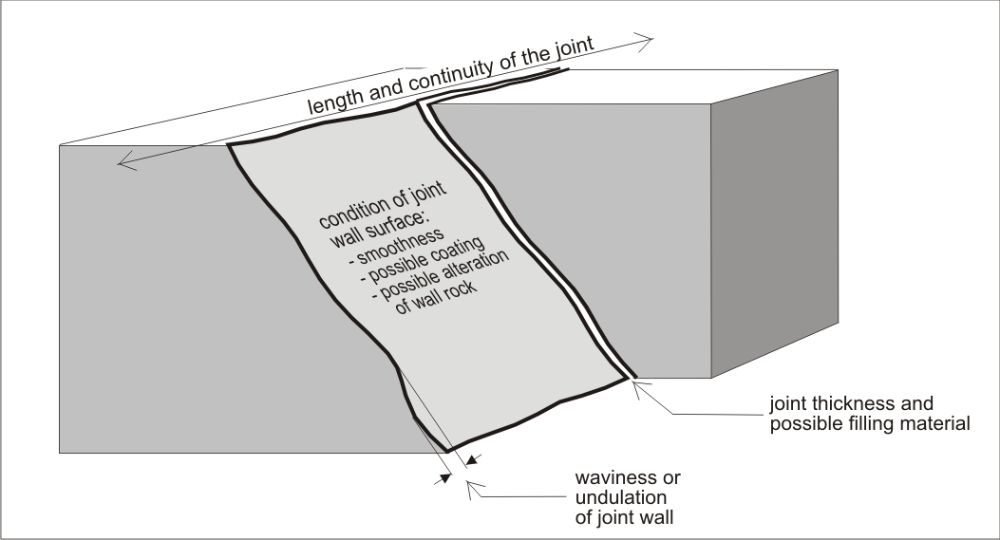 length and continuity of the joint
condition of joint
wall surface:
- smoothness
- possible coating
- possible alteration
of wall rock
joint thickness and
possible filling material
waviness or
undulation
of joint wall